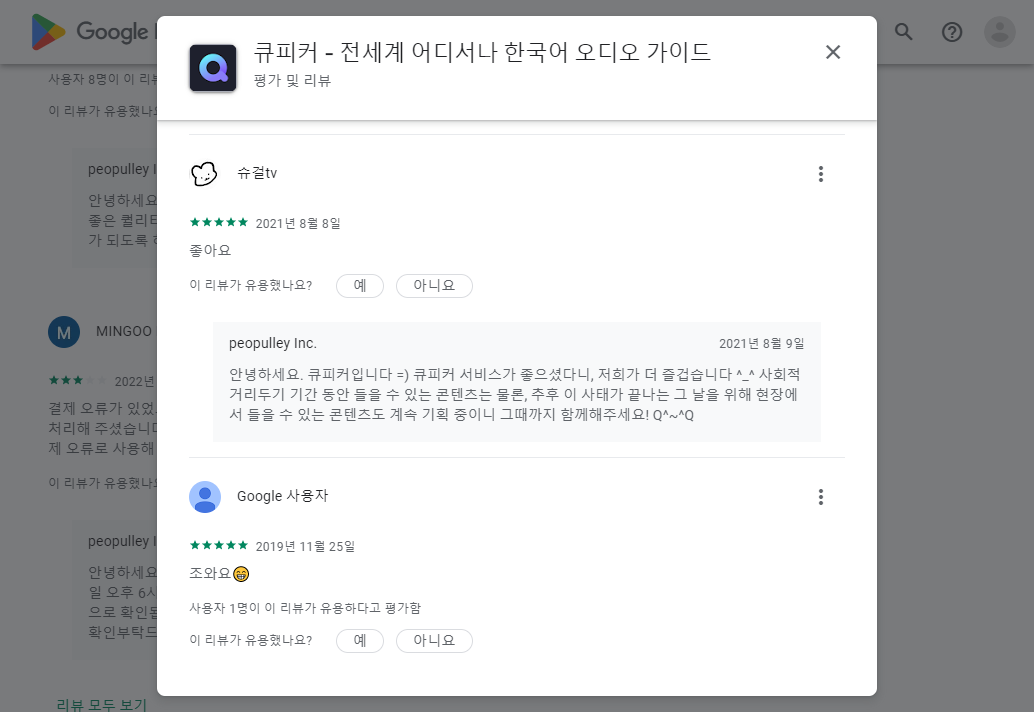 Google
큐피커 - 전세계 어디서나 한국어 오디오 가이드
평가 및 리뷰
슈걸tv
2021년 8월 8일
좋아요
이 리뷰가 유용했나요? 예 아니요
peopulley Inc. 2021년 8월 9일
안녕하세요. 큐피커입니다 =) 큐피커 서비스가 좋으셨다니, 저희가 더 즐겁습니다 ^_^ 사회적
거리두기 기간 동안 들을 수 있는 콘텐츠는 물론, 추후 이 사태가 끝나는 그 날을 위해 현장에
서 들을 수 있는 콘텐츠도 계속 기획 중이니 그때까지 함께해주세요! Q^~^Q
Google 사용자
2019년 11월 25일
조와요😁
사용자 1명이 이 리뷰가 유용하다고 평가함
이 리뷰가 유용했나요? 예 아니요
사용자 8명이 이 리뷰
이 리뷰가 유용했나
peopulley
안녕하세요
좋은 퀄리티
가 되도록
M MINGOO
2022년
결제 오류가 있었
처리해 주셨습니다
제 오류로 사용해
이 리뷰가 유용했나
peopulley
안녕하세요
일 오후 6시
으로 확인됨
확인부탁드
리뷰 모두 보기